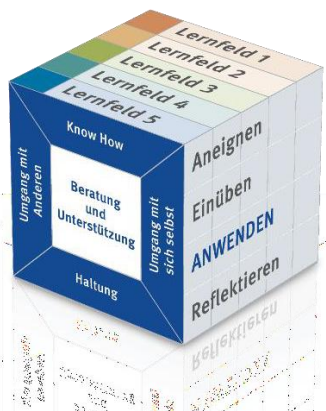 Lernfeld 1
Lernfeld 2
Lernfeld 3
Lernfeld 4
Lernfeld 5
Know How
Umgang mit
Anderen
Beratung
und
Unterstützung
Umgang mit
sich selbst
Haltung
Aneignen
Einüben
ANWENDEN
Reflektieren
Reflektieren